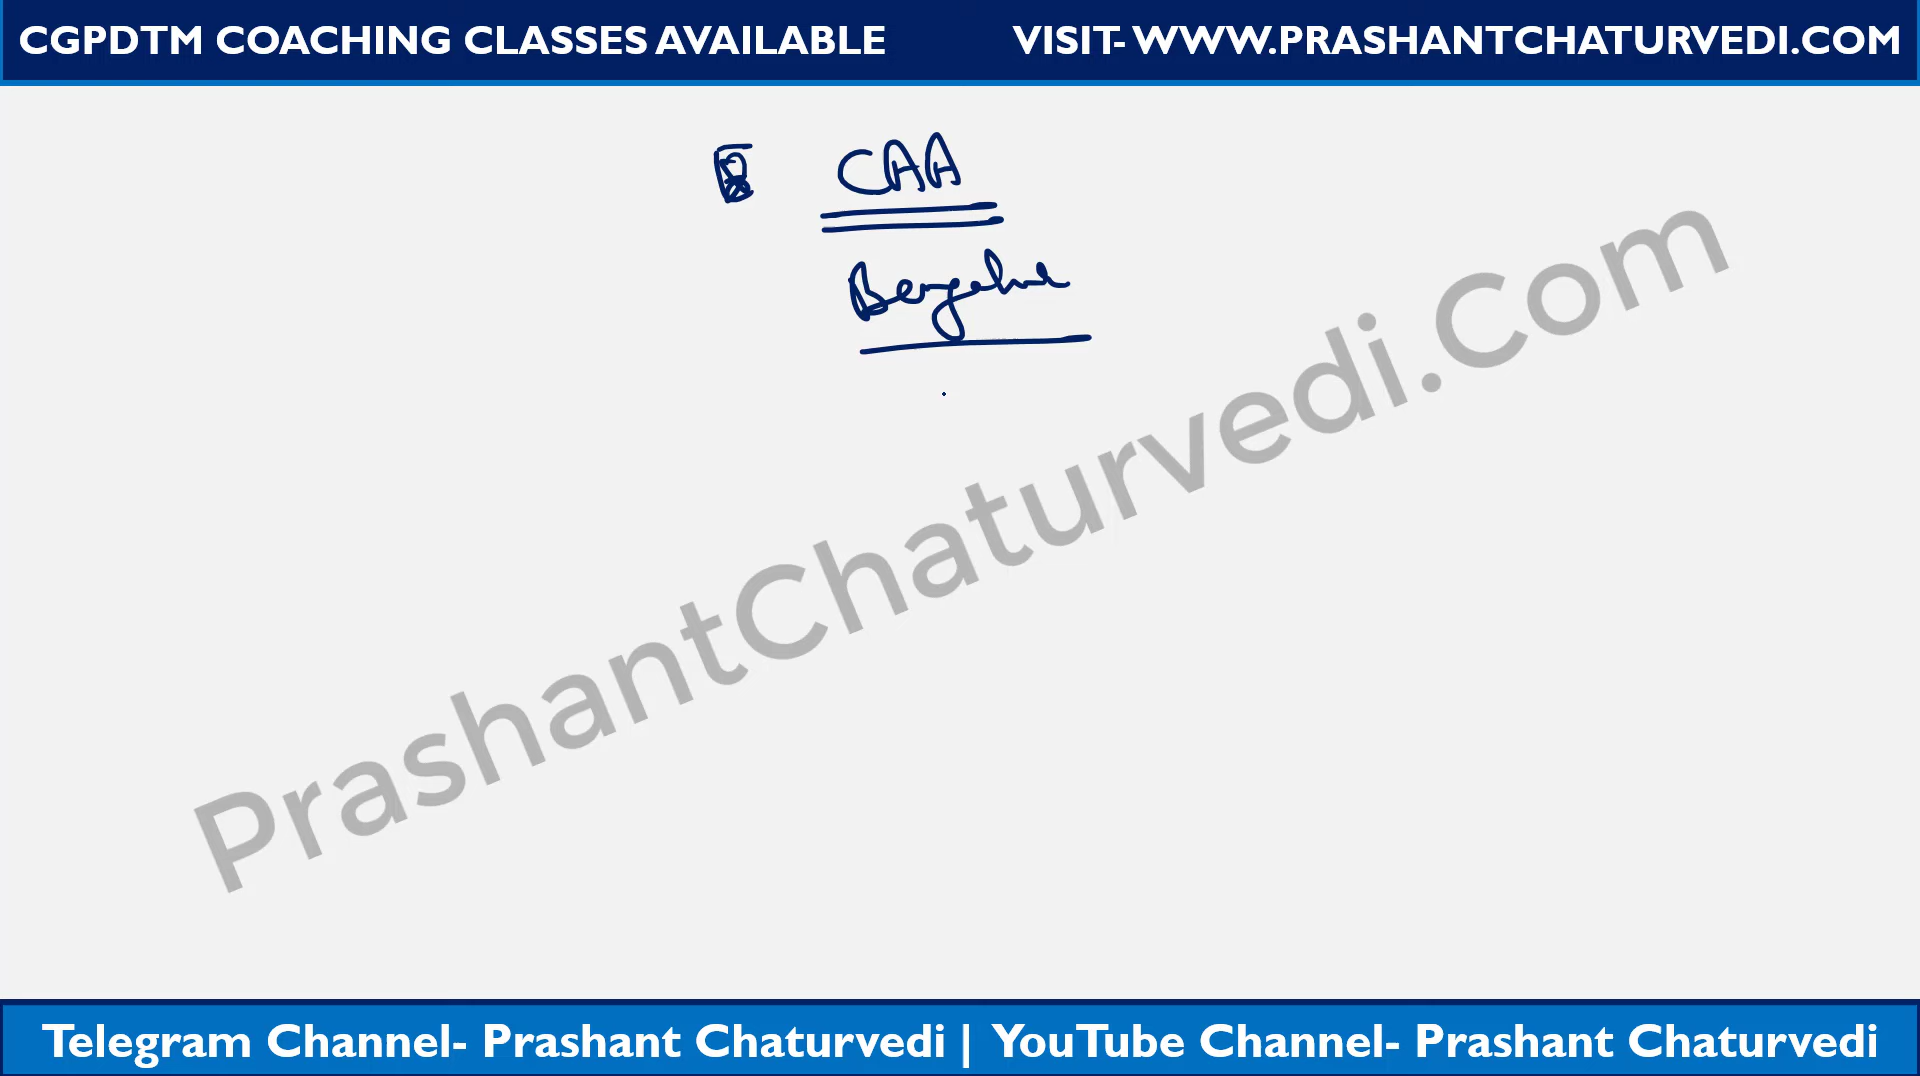 CGPDTM COACHING CLASSES AVAILABLE VISIT- WWW.PRASHANTCHATURVEDI.COM
CAA
PrashantChaturvedi.Com
Telegram Channel- Prashant Chaturvedi | YouTube Channel- Prashant Chaturvedi